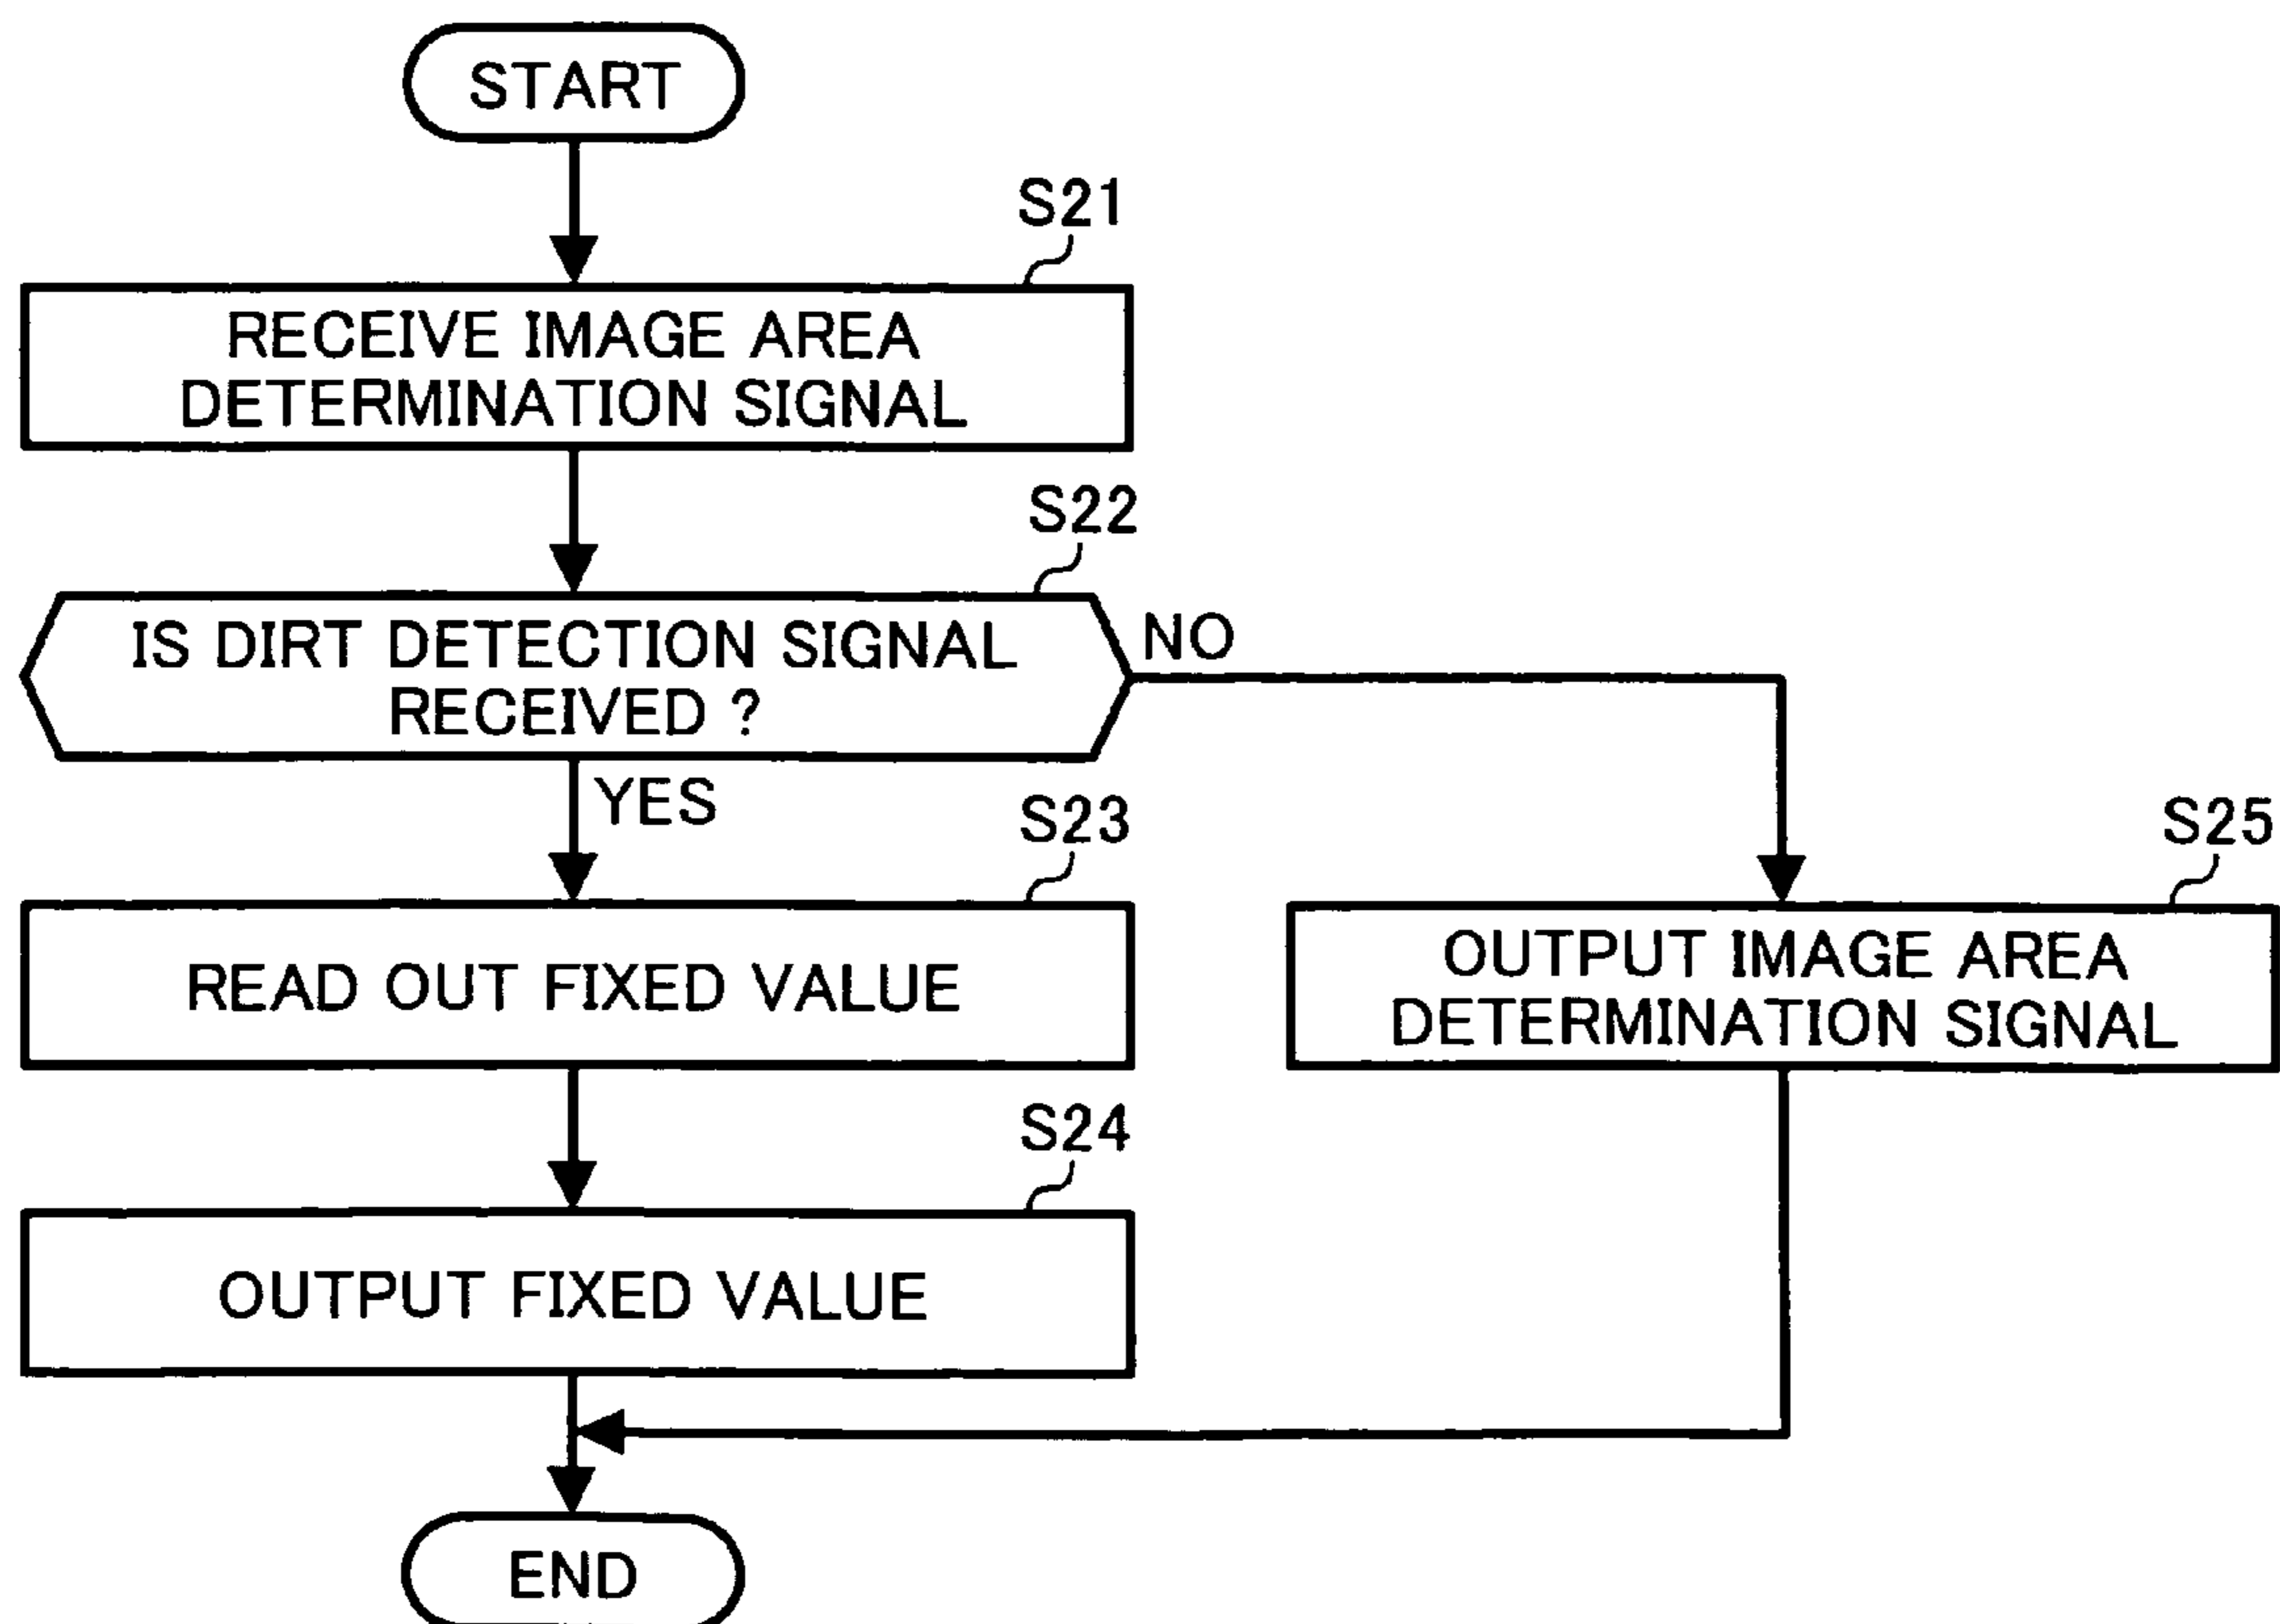 START
S21
RECEIVE IMAGE AREA
DETERMINATION SIGNAL
S22
IS DIRT DETECTION SIGNAL
RECEIVED ?
NO
YES
S23
READ OUT FIXED VALUE
S25
OUTPUT IMAGE AREA
DETERMINATION SIGNAL
S24
OUTPUT FIXED VALUE
END